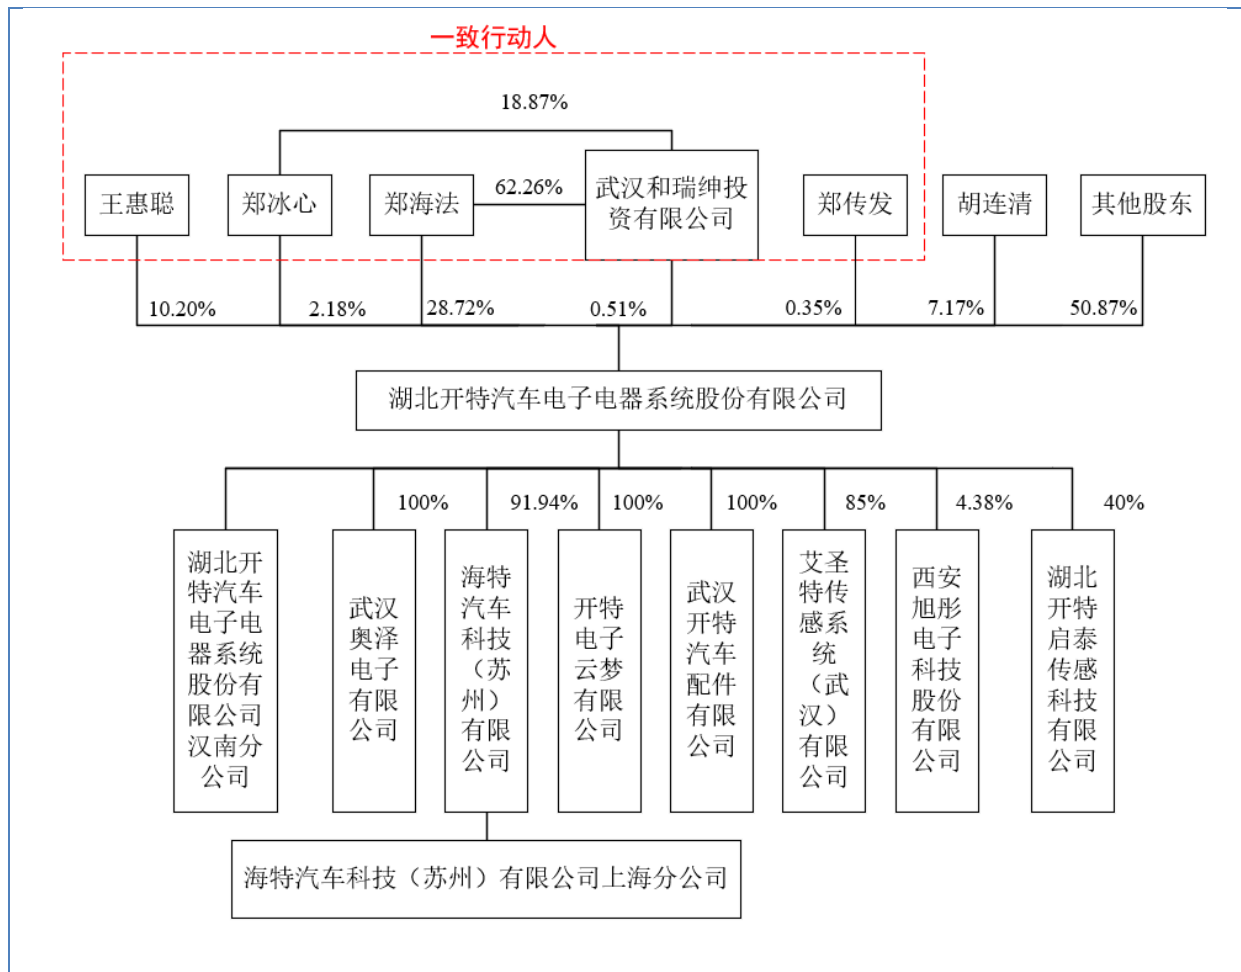 一致行动人
18.87%
王惠聪
郑冰心
郑海法
62.26%
武汉和瑞绅投
资有限公司
郑传发
胡连清
其他股东
10.20%
2.18%
28.72%
0.51%
0.35%
7.17%
50.87%
湖北开特汽车电子电器系统股份有限公司
100%
91.94%
100%
100%
85%
4.38%
40%
湖北开
特汽车
电子电
器系统
股份有
限公司
汉南分
公司
武汉
奥泽
电子
有限
公司
海特
汽车
科技
（苏
州）
有限
公司
开特
电子
云梦
有限
公司
武汉
开特
汽车
配件
有限
公司
艾圣
特传
感系
统
（武
汉）
有限
公司
西安
旭彤
电子
科技
股份
有限
公司
湖北
开特
启泰
传感
科技
有限
公司
海特汽车科技（苏州）有限公司上海分公司